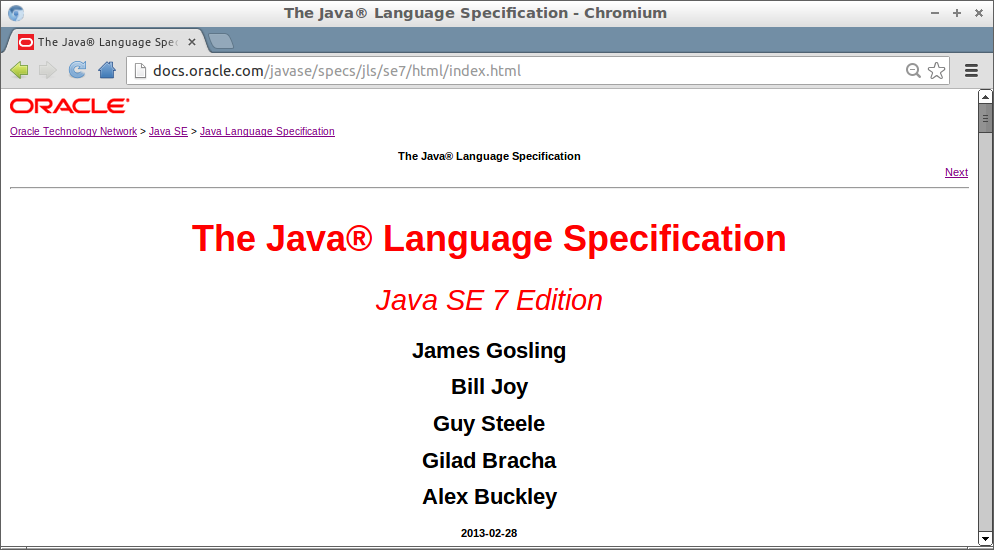 The Java® Language Specification - Chromium
The Java® Language Spec
docs.oracle.com/javase/specs/jls/se7/html/index.html
ORACLE
Oracle Technology Network > Java SE > Java Language Specification
The Java® Language Specification
Next
The Java® Language Specification
Java SE 7 Edition
James Gosling
Bill Joy
Guy Steele
Gilad Bracha
Alex Buckley
2013-02-28